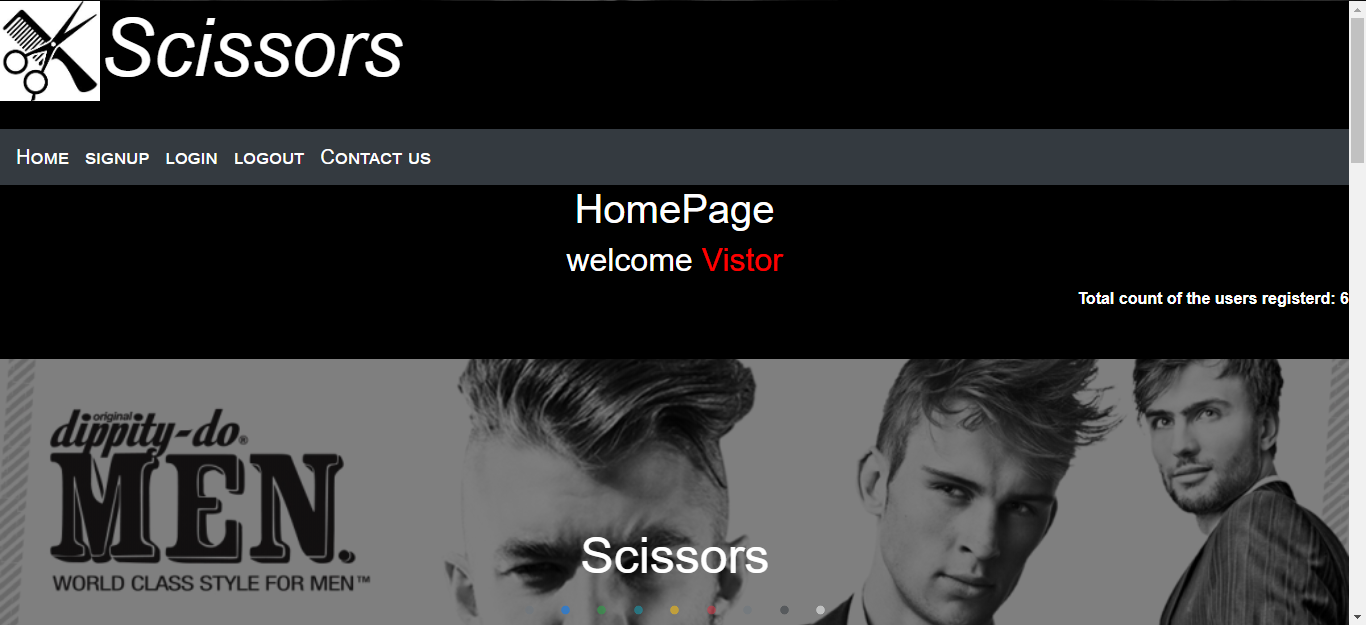 Scissors
Home signup login logout Contact us
HomePage
welcome Vistor
Total count of the users registerd: 6
original
dippity-do®
MEN.
WORLD CLASS STYLE FOR MEN™
Scissors